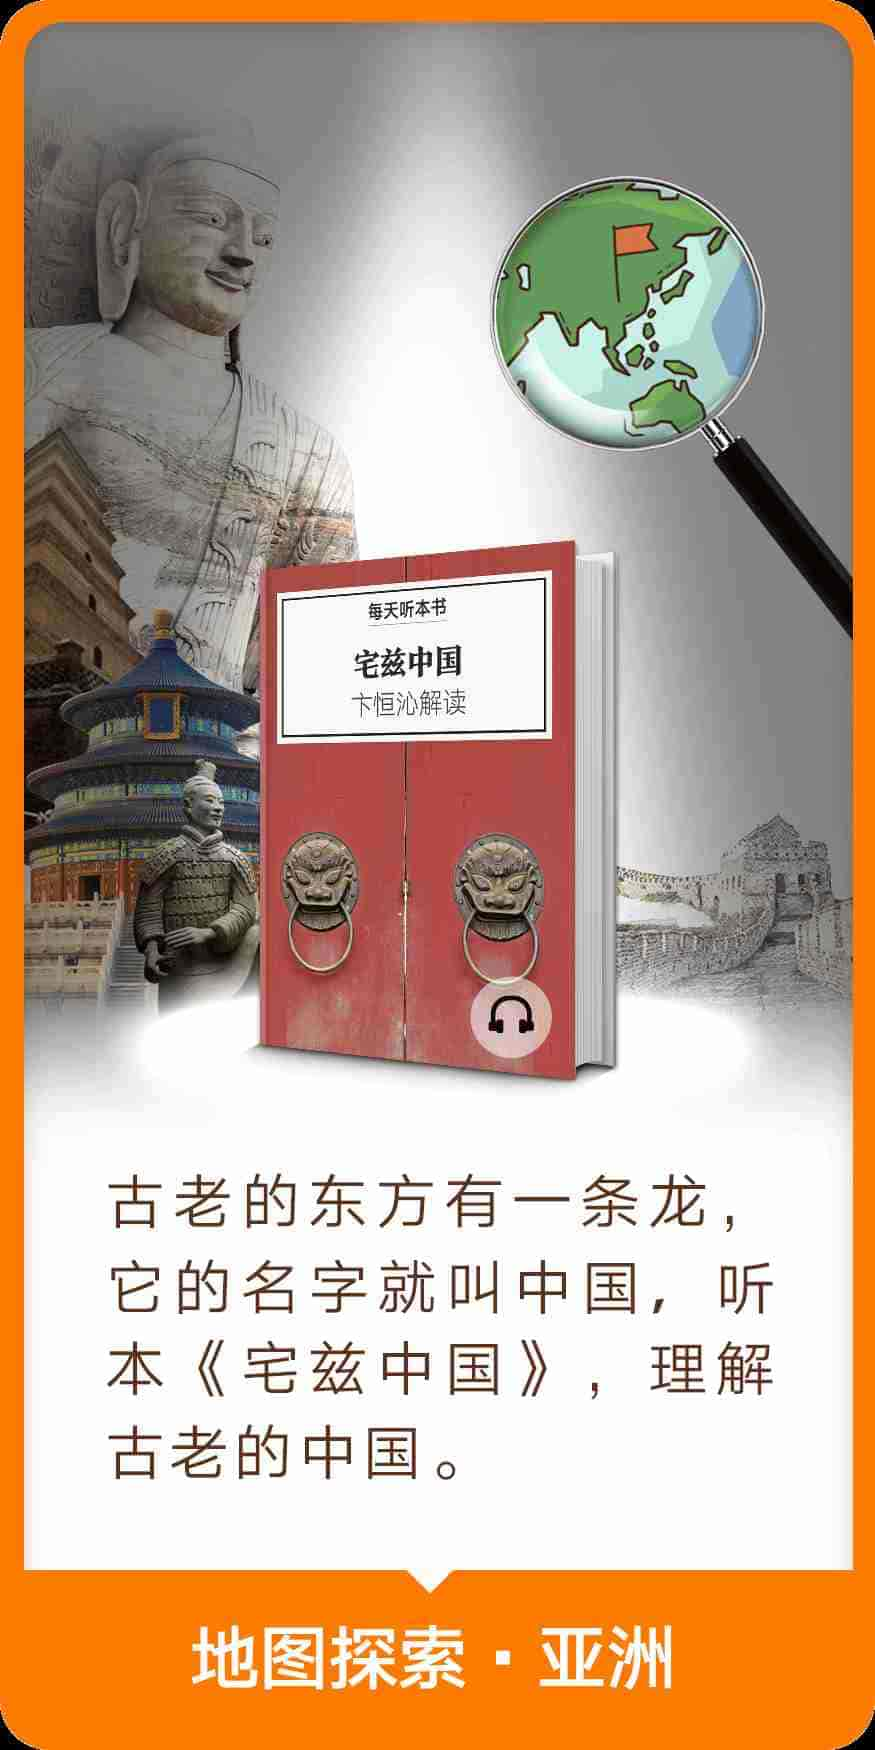 每天听本书
宅兹中国
卞恒沁解读
古老的东方有一条龙，
它的名字就叫中国，听
本《宅兹中国》，理解
古老的中国。
地图探索·亚洲